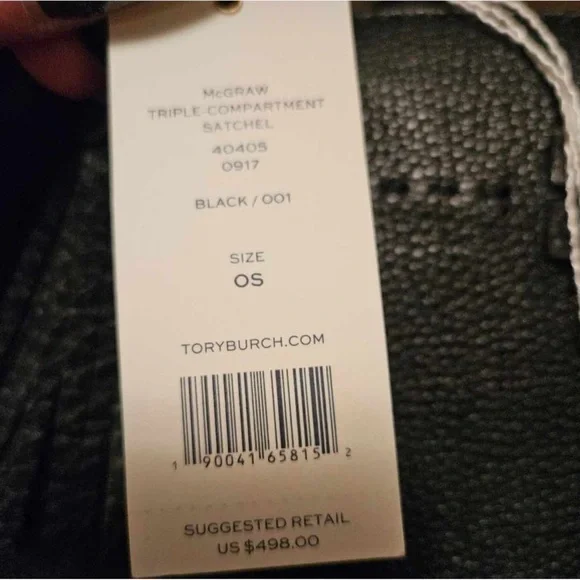 McGRAW
TRIPLE-COMPARTMENT
SATCHEL
40405
0917
BLACK / 001
SIZE
OS
TORYBURCH.COM
1 90041 65815 2
SUGGESTED RETAIL
US $498.00